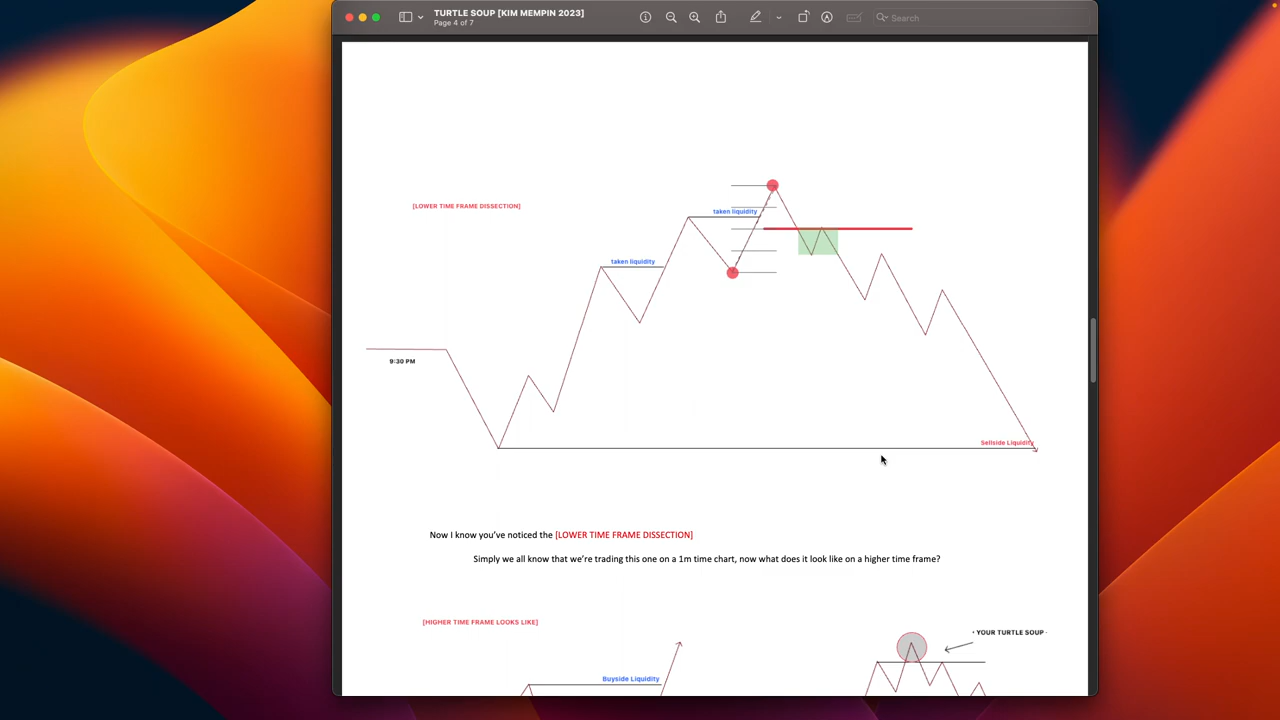 TURTLE SOUP [KIM MEMPIN 2023]
Page 4 of 7
Search
[LOWER TIME FRAME DISSECTION]
taken liquidity
taken liquidity
9:30 PM
Sellside Liquidity
Now I know you’ve noticed the [LOWER TIME FRAME DISSECTION]
Simply we all know that we’re trading this one on a 1m time chart, now what does it look like on a higher time frame?
[HIGHER TIME FRAME LOOKS LIKE]
- YOUR TURTLE SOUP -
Buyside Liquidity